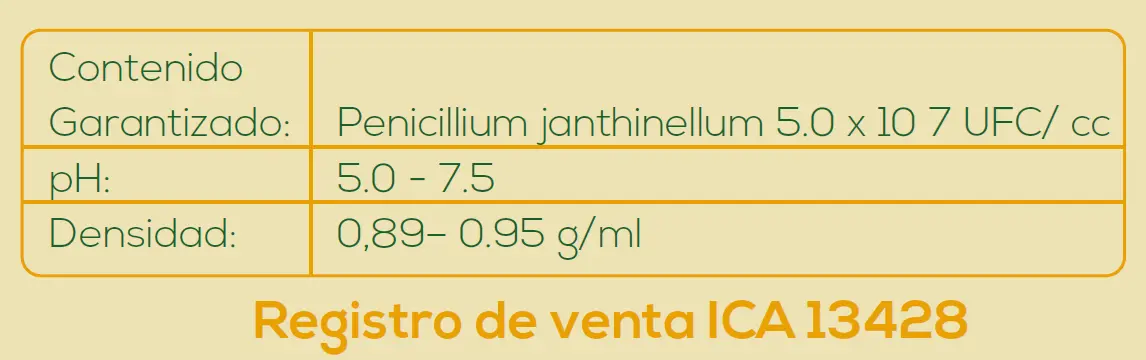 Contenido
Garantizado: Penicillium janthinellum 5.0 x 10 7 UFC/ cc
pH: 5.0 - 7.5
Densidad: 0,89– 0.95 g/ml
Registro de venta ICA 13428